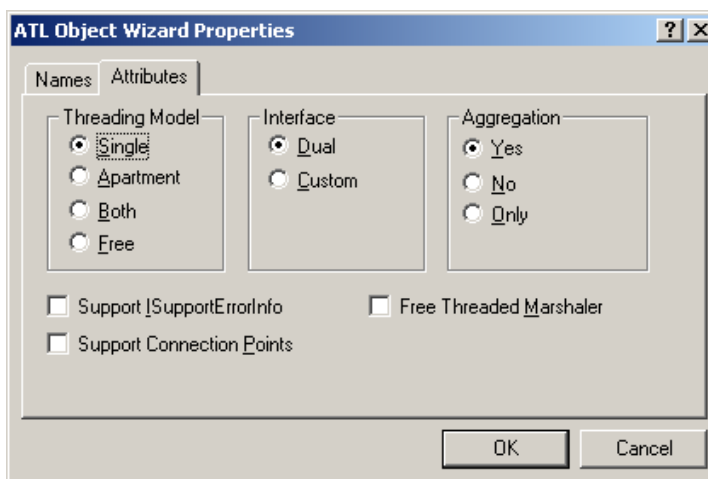 ATL Object Wizard Properties
Names Attributes
Threading Model Interface Aggregation
Single Dual Yes
Apartment Custom No
Both Only
Free
Support ISupportErrorInfo Free Threaded Marshaler
Support Connection Points
OK Cancel